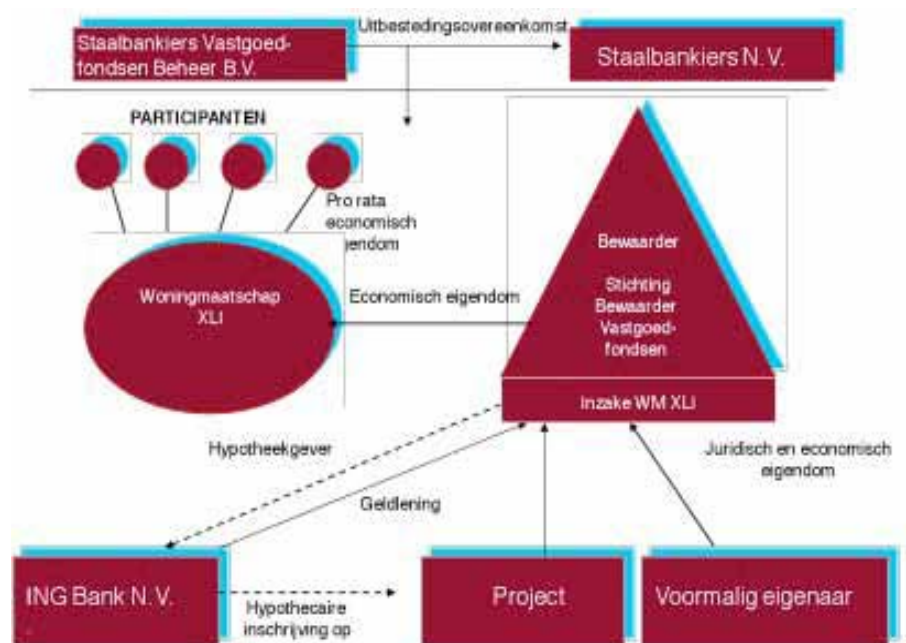 Uitbestedingsovereenkomst
Staalbankiers Vastgoed-
fondsen Beheer B.V.
Staalbankiers N.V.
PARTICIPANTEN
Pro rata
economisch
gendom
Bewaarder
Stichting
Bewaarder
Vastgoed-
fondsen
Woningmaatschap
XLI
Economisch eigendom
Inzake WM XLI
Hypotheekgever
Juridisch en economisch
eigendom
Geldlening
ING Bank N.V.
Hypothecaire
inschrijving op
Project
Voormalig eigenaar